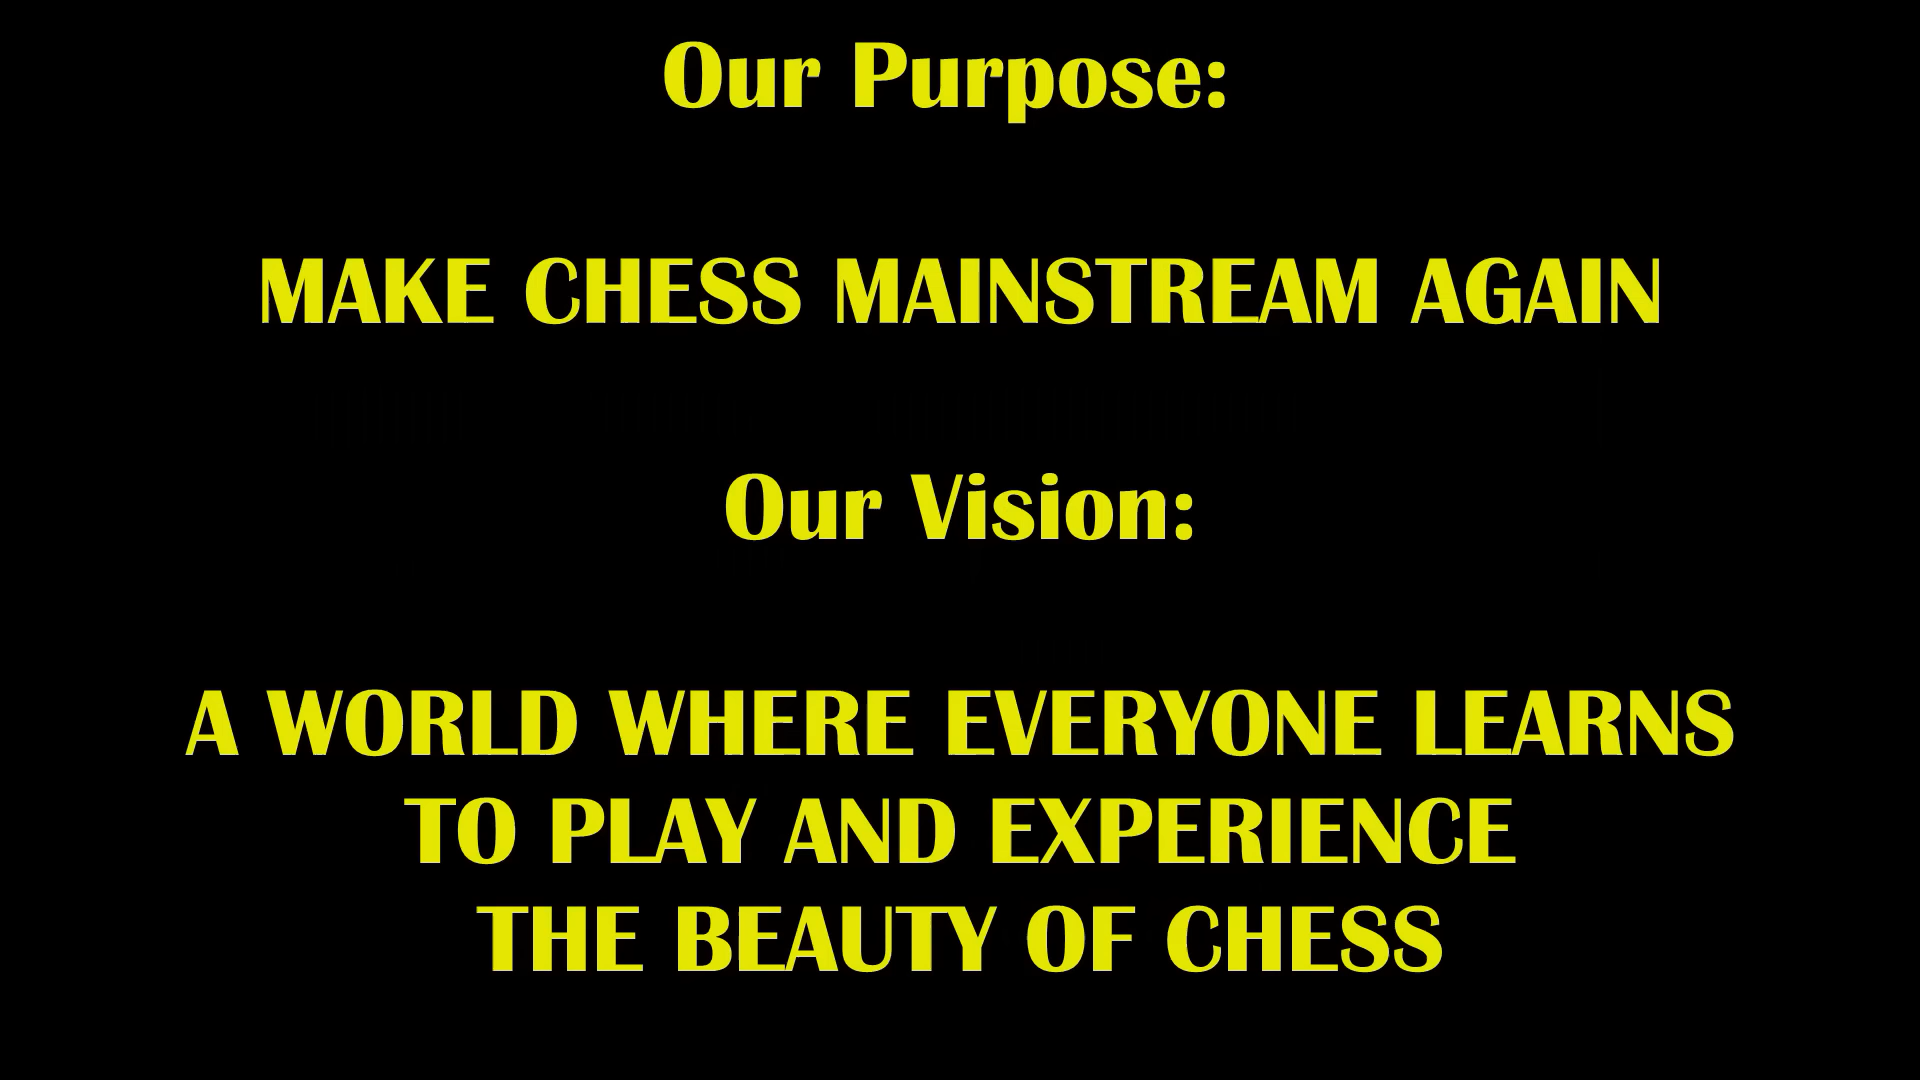 Our Purpose:
MAKE CHESS MAINSTREAM AGAIN
Our Vision:
A WORLD WHERE EVERYONE LEARNS
TO PLAY AND EXPERIENCE
THE BEAUTY OF CHESS